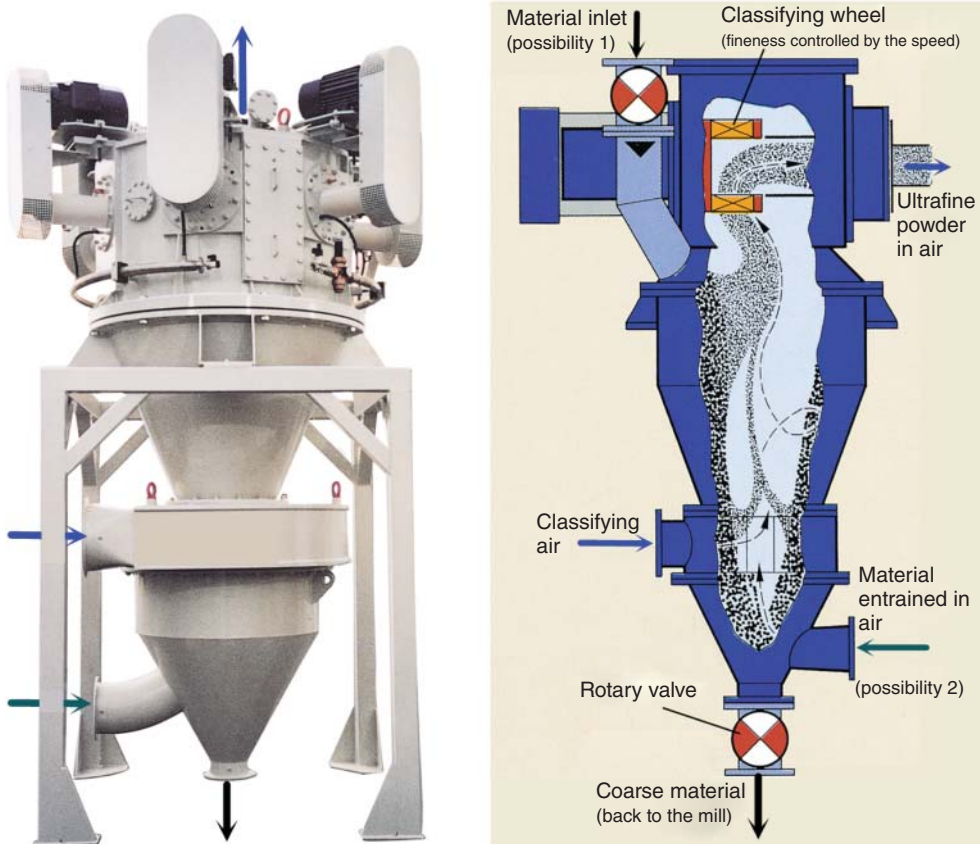 Material inlet
(possibility 1)
Classifying wheel
(fineness controlled by the speed)
Ultrafine
powder
in air
Classifying
air
Material
entrained in
air
(possibility 2)
Rotary valve
Coarse material
(back to the mill)